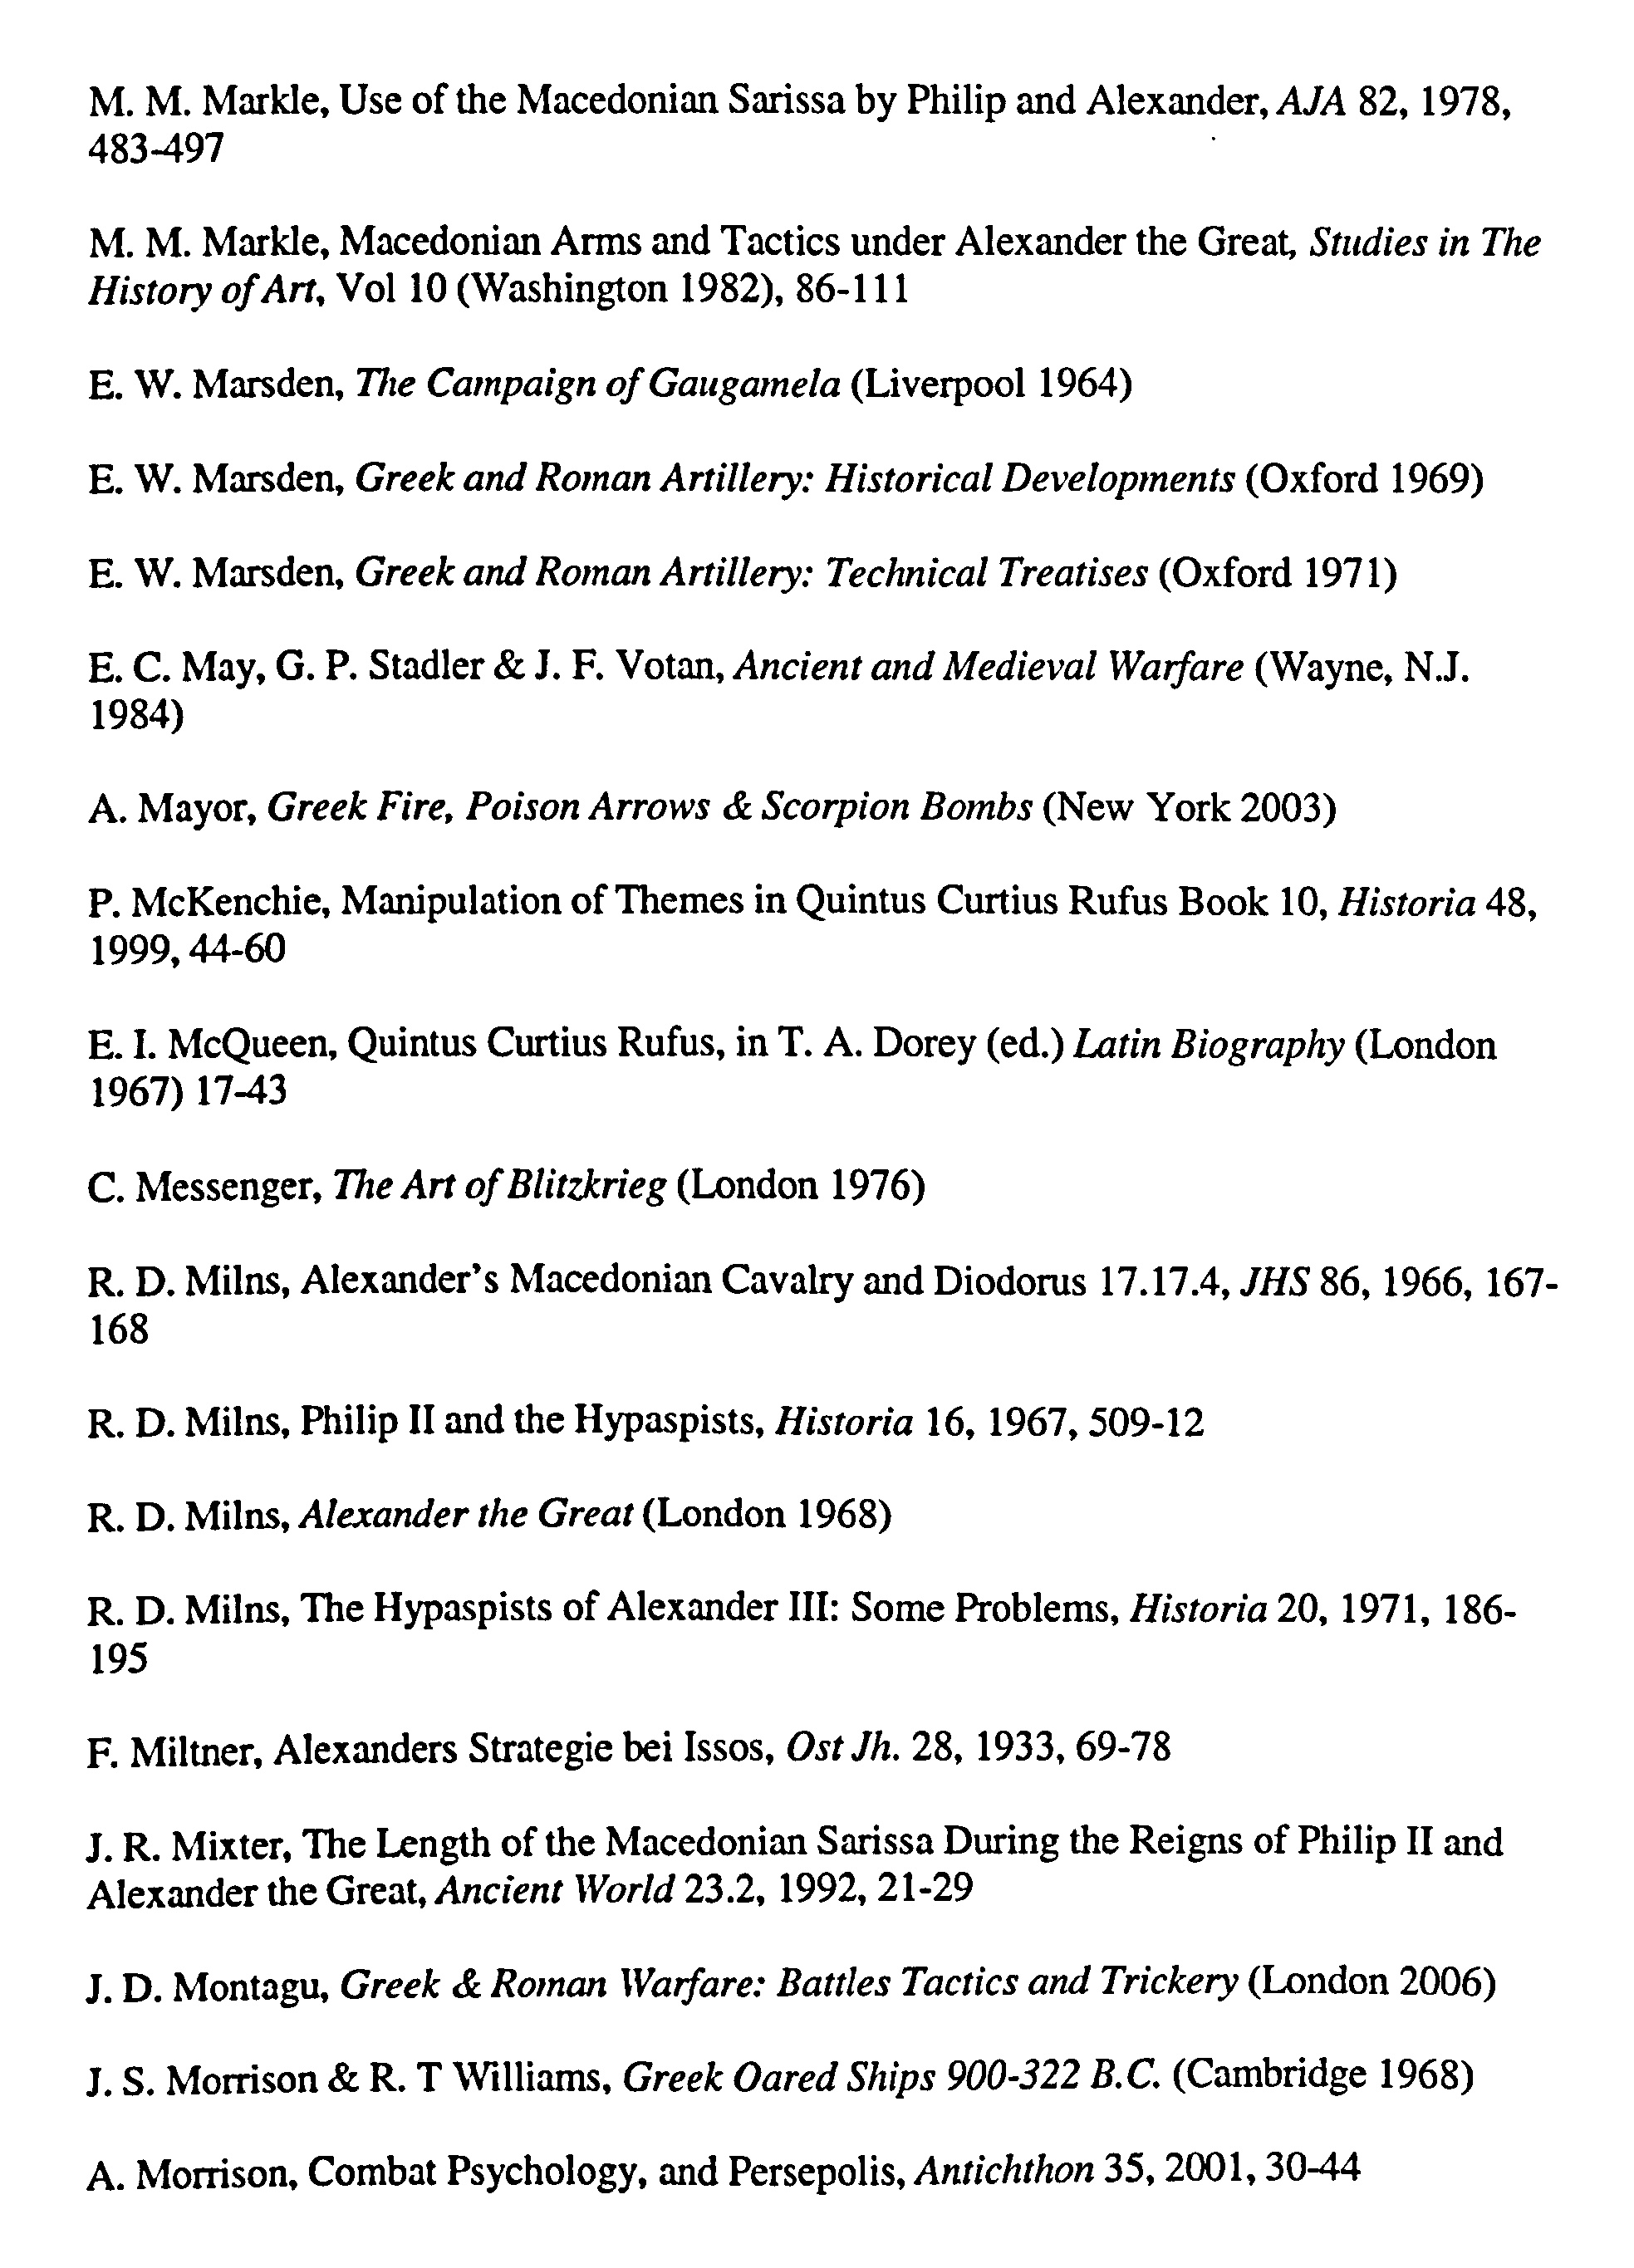 M. M. Markle, Use of the Macedonian Sarissa by Philip and Alexander, AJA 82, 1978,
483-497
M. M. Markle, Macedonian Arms and Tactics under Alexander the Great, Studies in The
History of Art, Vol 10 (Washington 1982), 86-111
E. W. Marsden, The Campaign of Gaugamela (Liverpool 1964)
E. W. Marsden, Greek and Roman Artillery: Historical Developments (Oxford 1969)
E. W. Marsden, Greek and Roman Artillery: Technical Treatises (Oxford 1971)
E. C. May, G. P. Stadler & J. F. Votan, Ancient and Medieval Warfare (Wayne, N.J.
1984)
A. Mayor, Greek Fire, Poison Arrows & Scorpion Bombs (New York 2003)
P. McKenchie, Manipulation of Themes in Quintus Curtius Rufus Book 10, Historia 48,
1999, 44-60
E. I. McQueen, Quintus Curtius Rufus, in T. A. Dorey (ed.) Latin Biography (London
1967) 17-43
C. Messenger, The Art of Blitzkrieg (London 1976)
R. D. Milns, Alexander's Macedonian Cavalry and Diodorus 17.17.4, JHS 86, 1966, 167-
168
R. D. Milns, Philip II and the Hypaspists, Historia 16, 1967, 509-12
R. D. Milns, Alexander the Great (London 1968)
R. D. Milns, The Hypaspists of Alexander III: Some Problems, Historia 20, 1971, 186-
195
F. Miltner, Alexanders Strategie bei Issos, Ost Jh. 28, 1933, 69-78
J. R. Mixter, The Length of the Macedonian Sarissa During the Reigns of Philip II and
Alexander the Great, Ancient World 23.2, 1992, 21-29
J. D. Montagu, Greek & Roman Warfare: Battles Tactics and Trickery (London 2006)
J. S. Morrison & R. T Williams, Greek Oared Ships 900-322 B.C. (Cambridge 1968)
A. Morrison, Combat Psychology, and Persepolis, Antichthon 35, 2001, 30-44